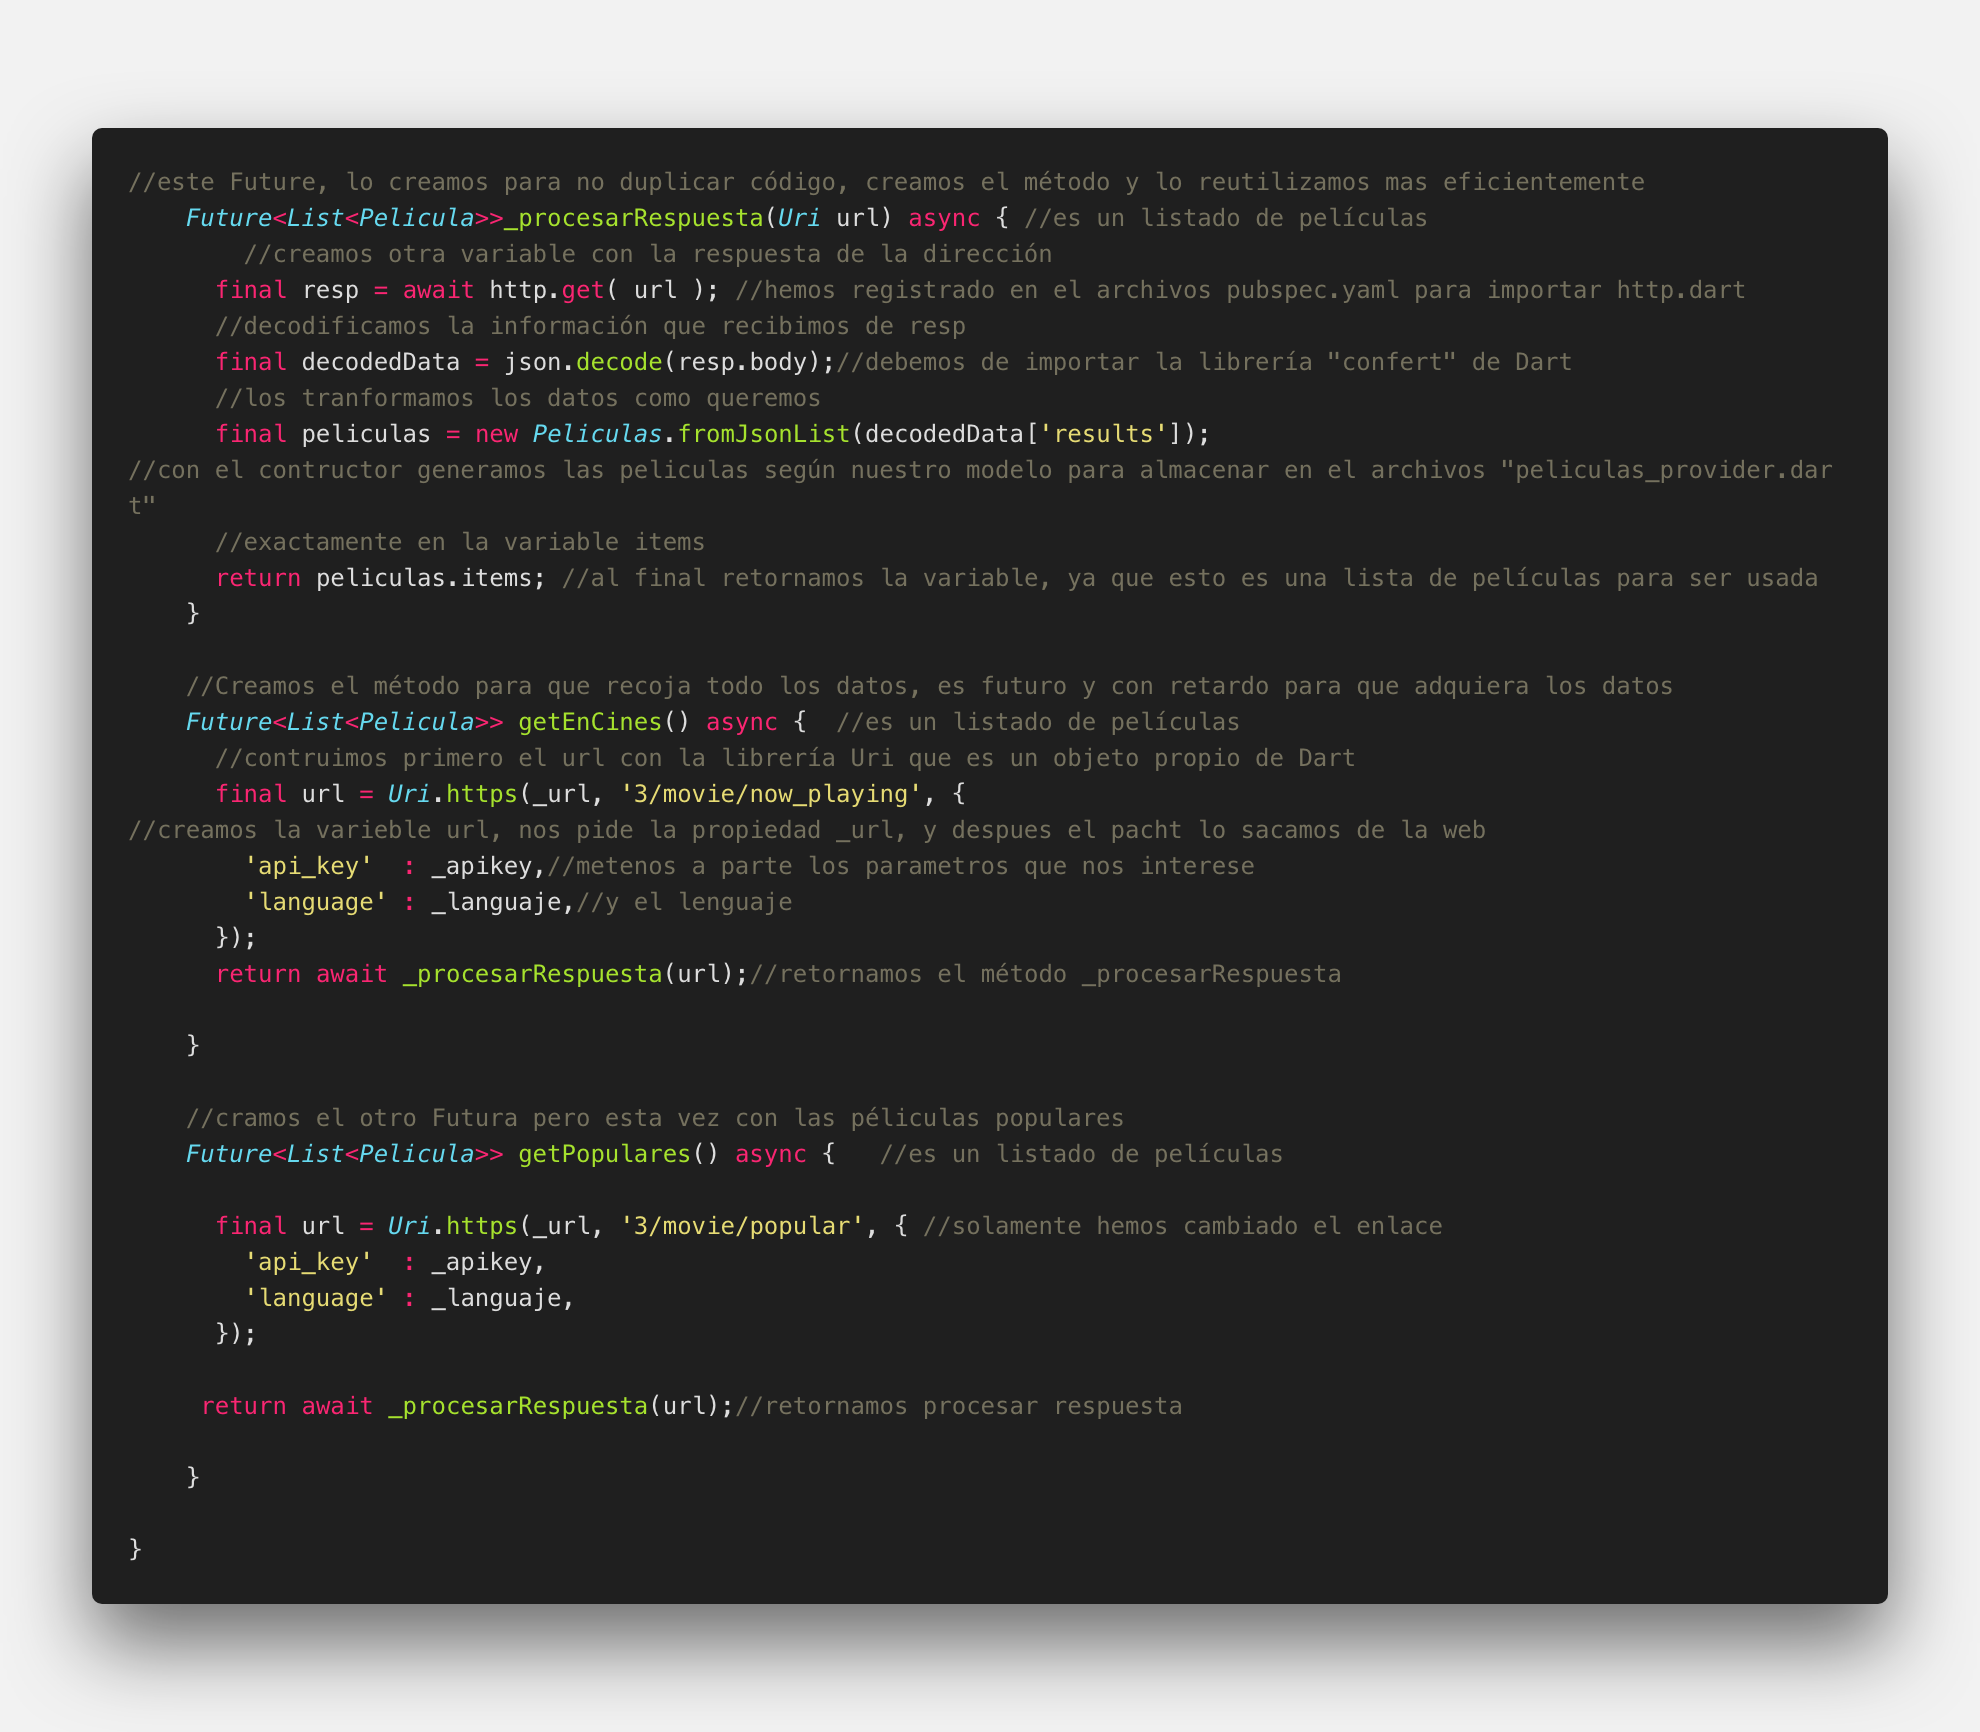 //este Future, lo creamos para no duplicar código, creamos el método y lo reutilizamos mas eficientemente
    Future<List<Pelicula>>_procesarRespuesta(Uri url) async { //es un listado de películas
        //creamos otra variable con la respuesta de la dirección
      final resp = await http.get( url ); //hemos registrado en el archivos pubspec.yaml para importar http.dart
      //decodificamos la información que recibimos de resp
      final decodedData = json.decode(resp.body);//debemos de importar la librería "confert" de Dart
      //los tranformamos los datos como queremos
      final peliculas = new Peliculas.fromJsonList(decodedData['results']);
//con el contructor generamos las peliculas según nuestro modelo para almacenar en el archivos "peliculas_provider.dar
t"
      //exactamente en la variable items
      return peliculas.items; //al final retornamos la variable, ya que esto es una lista de películas para ser usada
    }

    //Creamos el método para que recoja todo los datos, es futuro y con retardo para que adquiera los datos
    Future<List<Pelicula>> getEnCines() async {  //es un listado de películas
      //contruimos primero el url con la librería Uri que es un objeto propio de Dart
      final url = Uri.https(_url, '3/movie/now_playing', {
//creamos la varieble url, nos pide la propiedad _url, y despues el pacht lo sacamos de la web
        'api_key'  : _apikey,//metenos a parte los parametros que nos interese
        'language' : _languaje,//y el lenguaje
      });
      return await _procesarRespuesta(url);//retornamos el método _procesarRespuesta

    }

    //cramos el otro Futura pero esta vez con las péliculas populares
    Future<List<Pelicula>> getPopulares() async {   //es un listado de películas

      final url = Uri.https(_url, '3/movie/popular', { //solamente hemos cambiado el enlace
        'api_key'  : _apikey,
        'language' : _languaje,
      });

     return await _procesarRespuesta(url);//retornamos procesar respuesta

    }

}